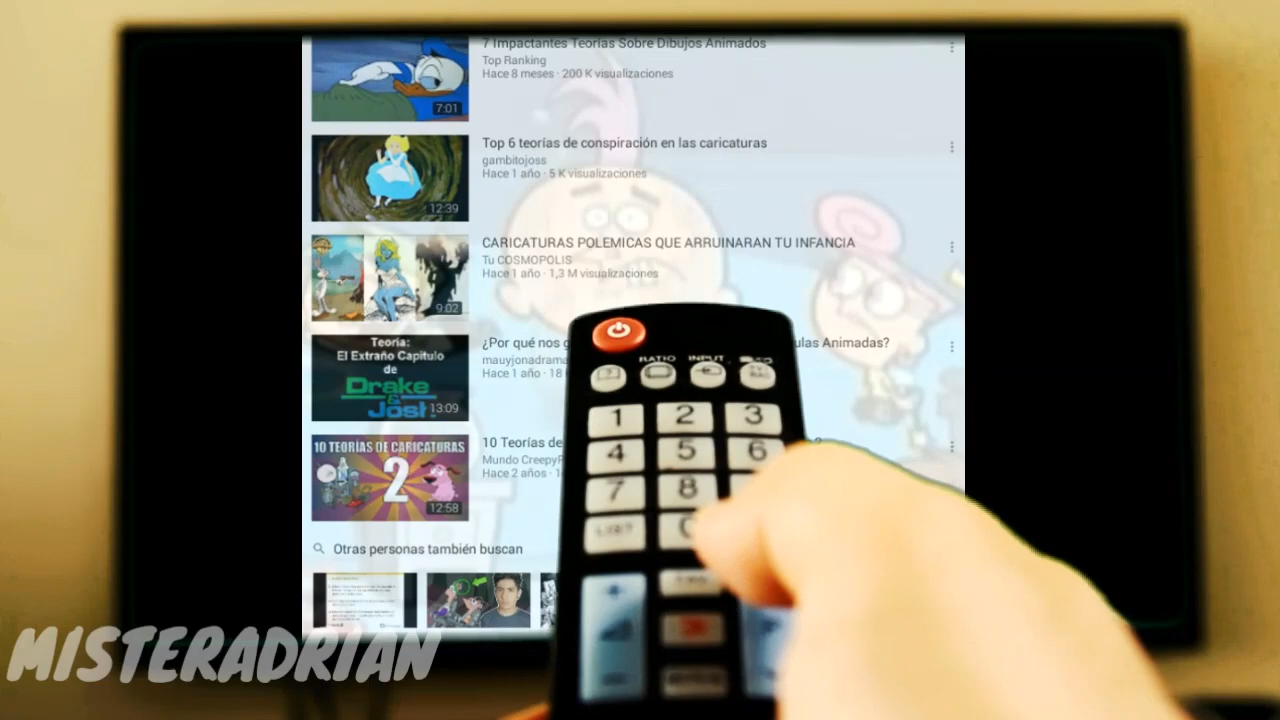 7 Impactantes Teorías Sobre Dibujos Animados
Top Ranking
Hace 8 meses · 200 K visualizaciones
7:01
Top 6 teorías de conspiración en las caricaturas
gambitojoss
Hace 1 año · 5 K visualizaciones
12:39
CARICATURAS POLEMICAS QUE ARRUINARAN TU INFANCIA
Tu COSMOPOLIS
Hace 1 año · 1,3 M visualizaciones
9:02
Teoría:
El Extraño Capitulo
de
Drake
&
Josh
13:09
¿Por qué nos
Animadas?
mauyjonadrama
Hace 1 año · 18
10 TEORÍAS DE CARICATURAS
2
12:58
10 Teorías de
Mundo
Hace 2 años
Otras personas también buscan
RATIO INPUT
1 2 3
4 5 6
7 8
0
MISTERADRIAN